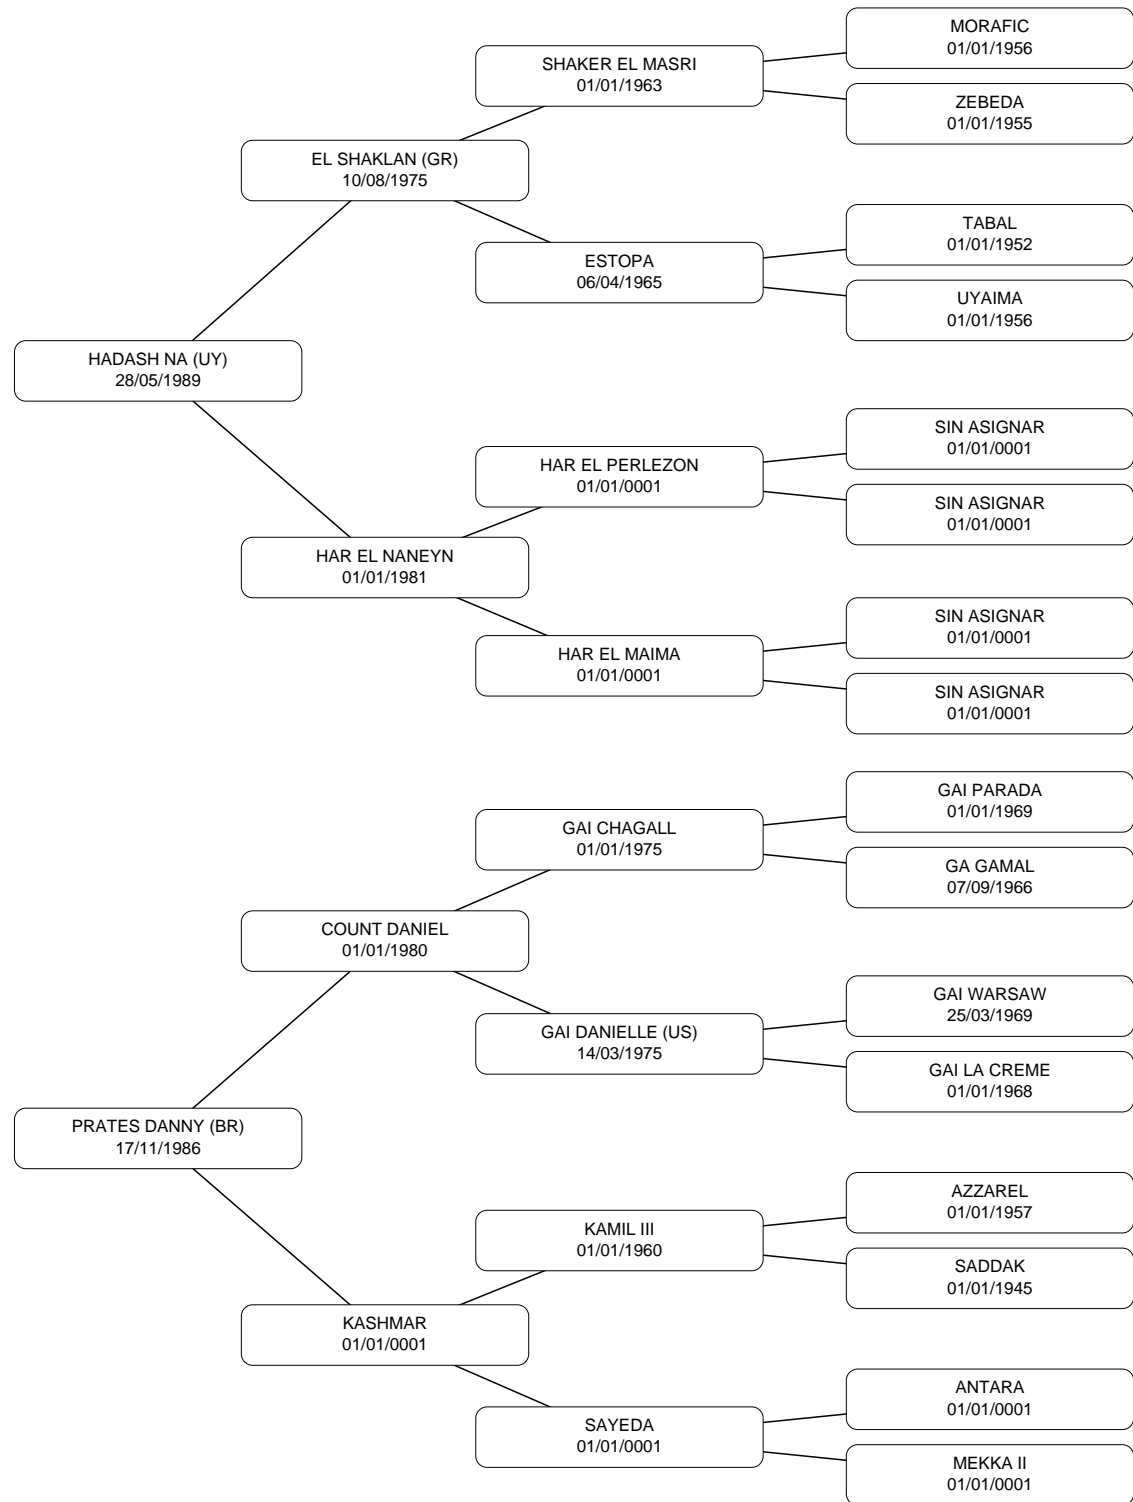 MORAFIC
01/01/1956
SHAKER EL MASRI
01/01/1963
ZEBEDA
01/01/1955
EL SHAKLAN (GR)
10/08/1975
TABAL
01/01/1952
ESTOPA
06/04/1965
UYAIMA
01/01/1956
HADASH NA (UY)
28/05/1989
SIN ASIGNAR
01/01/0001
HAR EL PERLEZON
01/01/0001
SIN ASIGNAR
01/01/0001
HAR EL NANEYN
01/01/1981
SIN ASIGNAR
01/01/0001
HAR EL MAIMA
01/01/0001
SIN ASIGNAR
01/01/0001
GAI PARADA
01/01/1969
GAI CHAGALL
01/01/1975
GA GAMAL
07/09/1966
COUNT DANIEL
01/01/1980
GAI WARSAW
25/03/1969
GAI DANIELLE (US)
14/03/1975
GAI LA CREME
01/01/1968
PRATES DANNY (BR)
17/11/1986
AZZAREL
01/01/1957
KAMIL III
01/01/1960
SADDAK
01/01/1945
KASHMAR
01/01/0001
ANTARA
01/01/0001
SAYEDA
01/01/0001
MEKKA II
01/01/0001